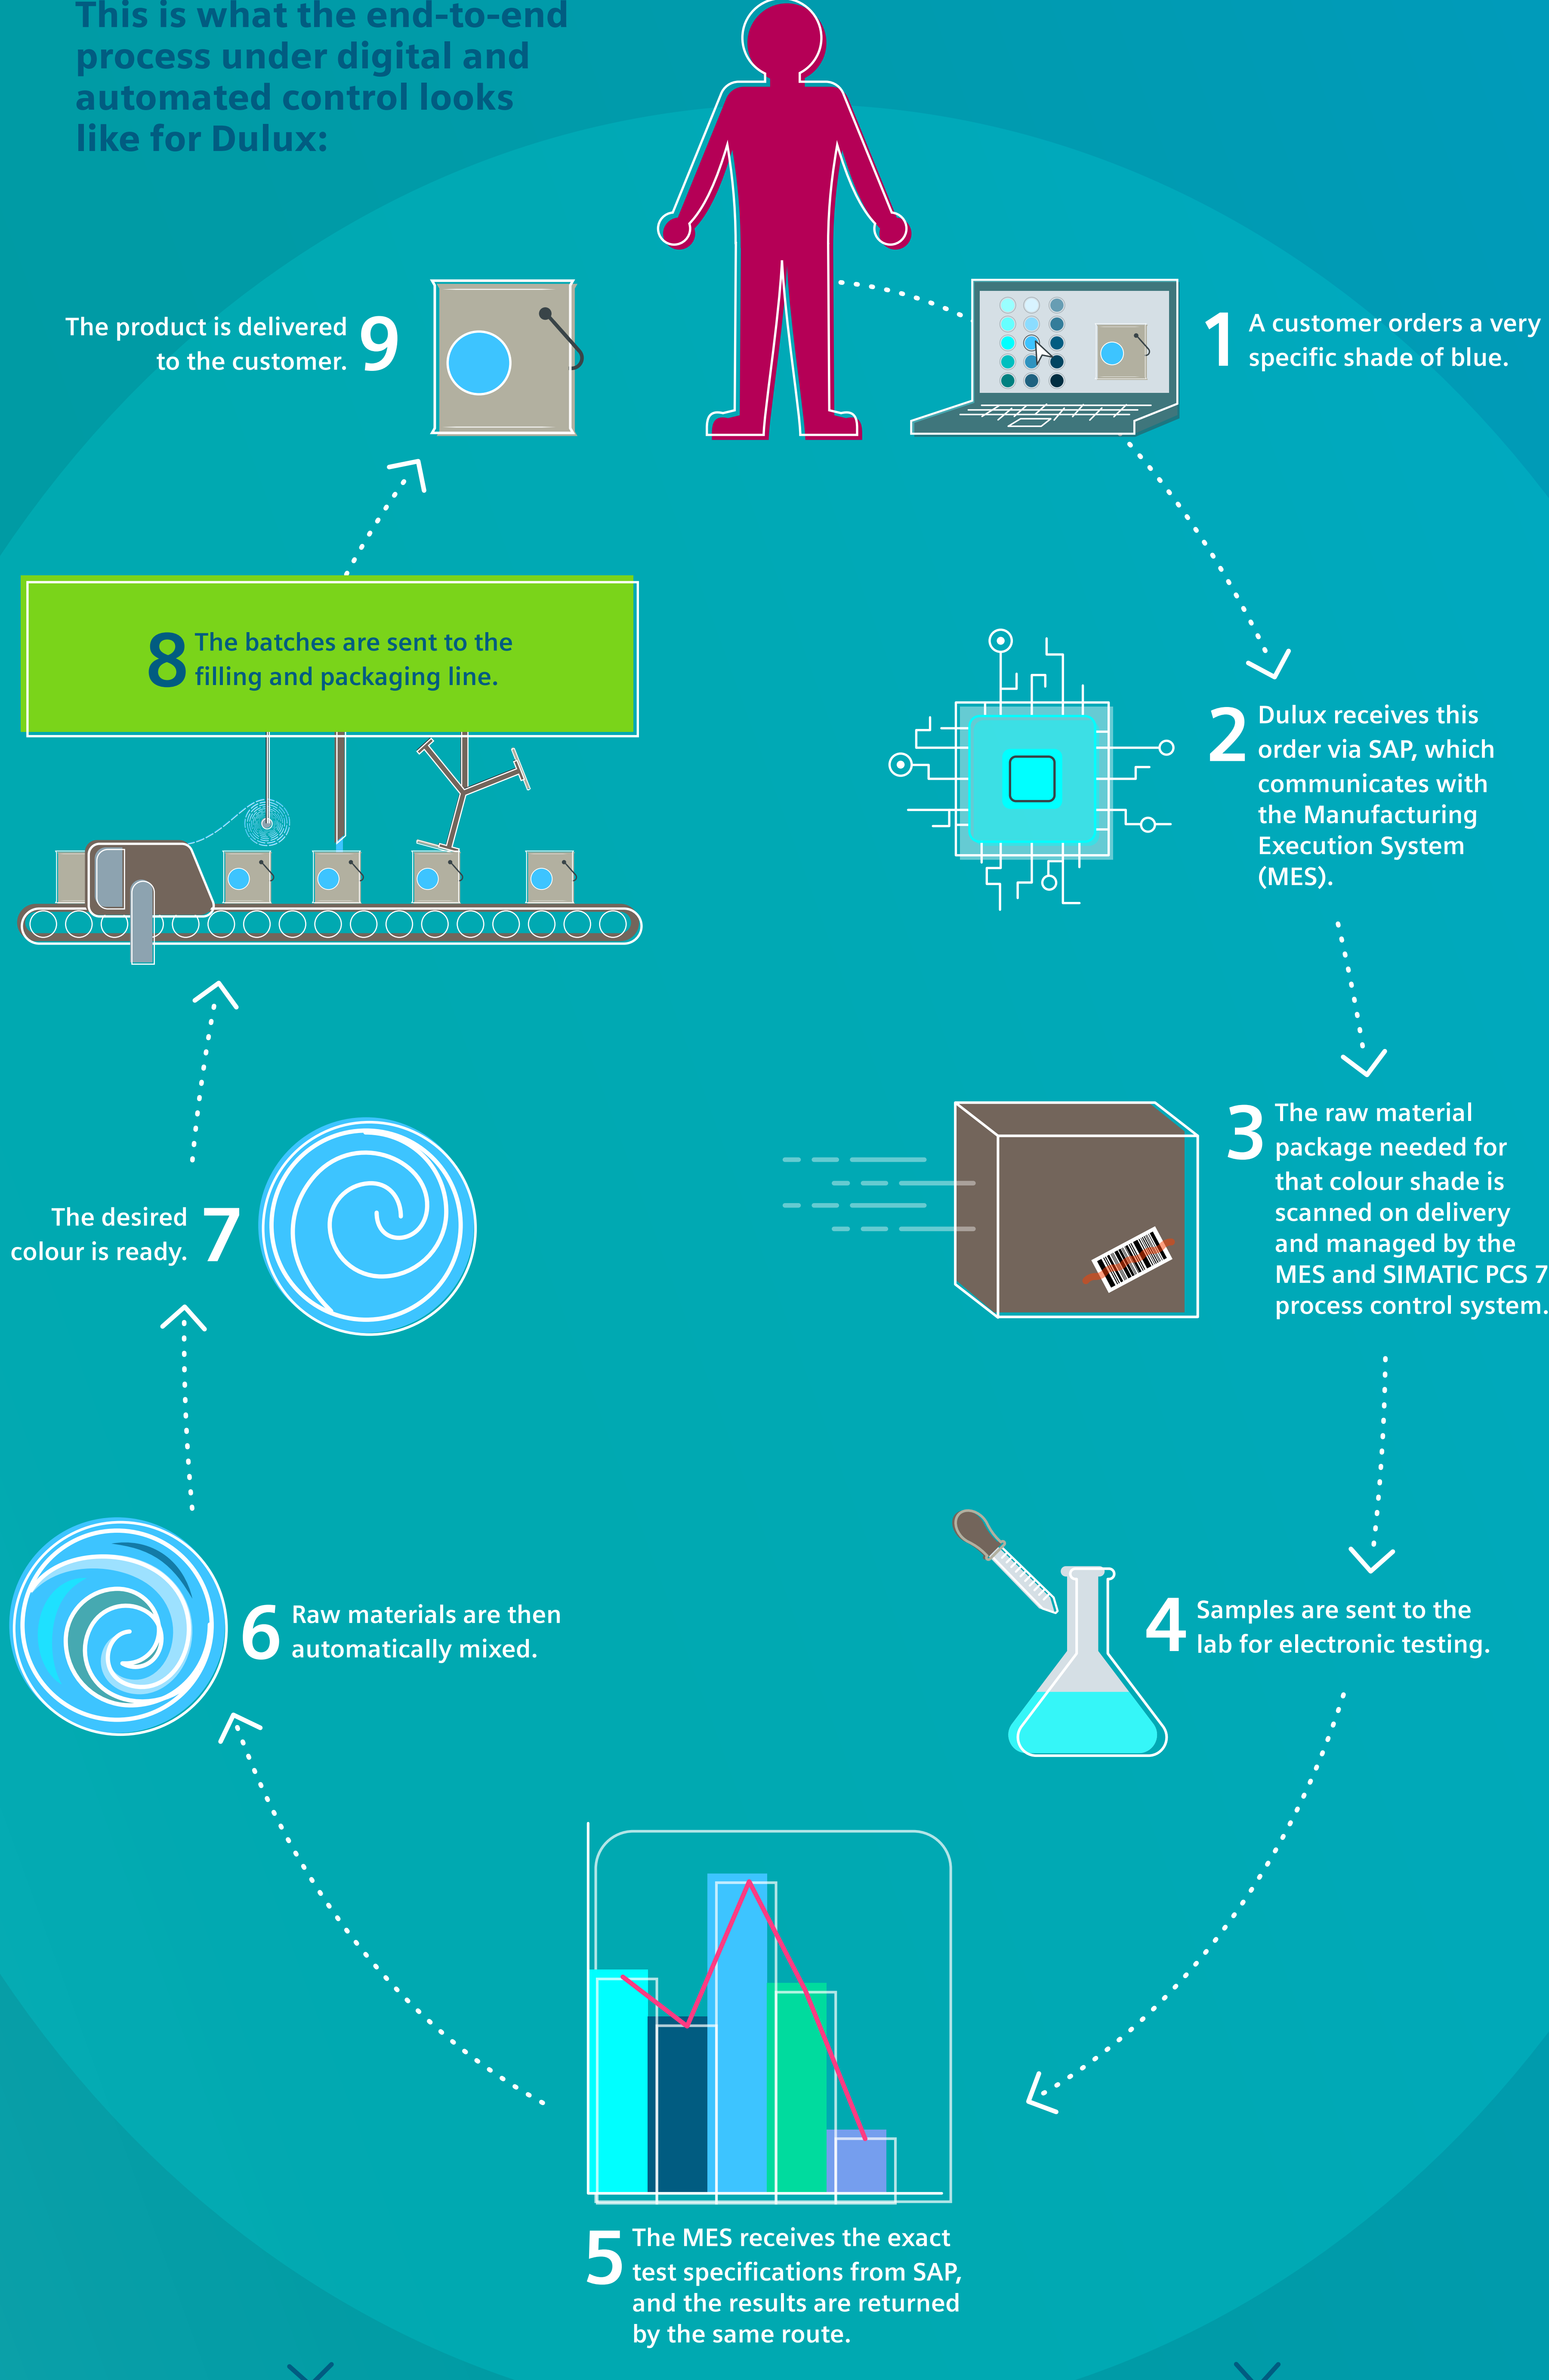 This is what the end-to-end
process under digital and
automated control looks
like for Dulux:
1 A customer orders a very
specific shade of blue.
2 Dulux receives this
order via SAP, which
communicates with
the Manufacturing
Execution System
(MES).
3 The raw material
package needed for
that colour shade is
scanned on delivery
and managed by the
MES and SIMATIC PCS 7
process control system.
4 Samples are sent to the
lab for electronic testing.
5 The MES receives the exact
test specifications from SAP,
and the results are returned
by the same route.
6 Raw materials are then
automatically mixed.
7 The desired
colour is ready.
8 The batches are sent to the
filling and packaging line.
9 The product is delivered
to the customer.